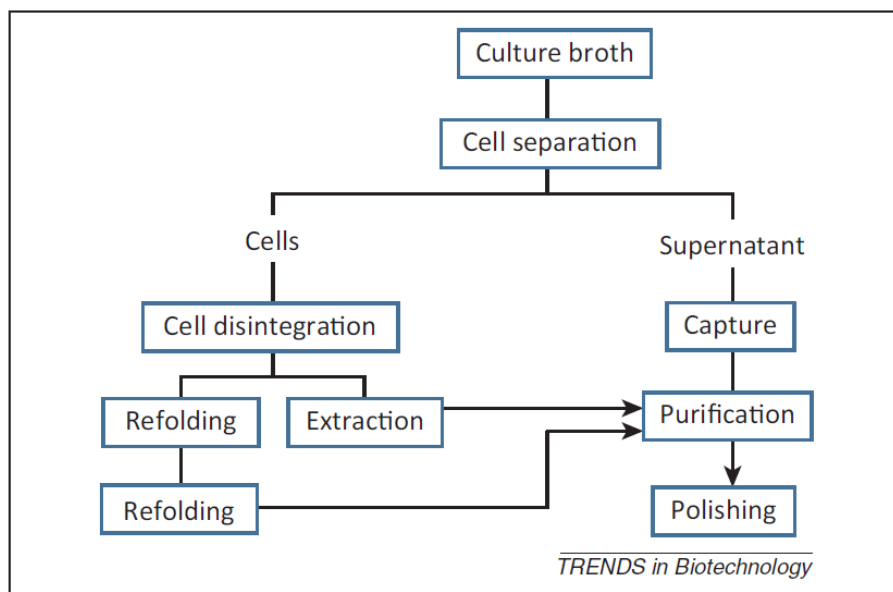 Culture broth
Cell separation
Cells
Supernatant
Cell disintegration
Capture
Refolding
Extraction
Purification
Refolding
Polishing
TRENDS in Biotechnology